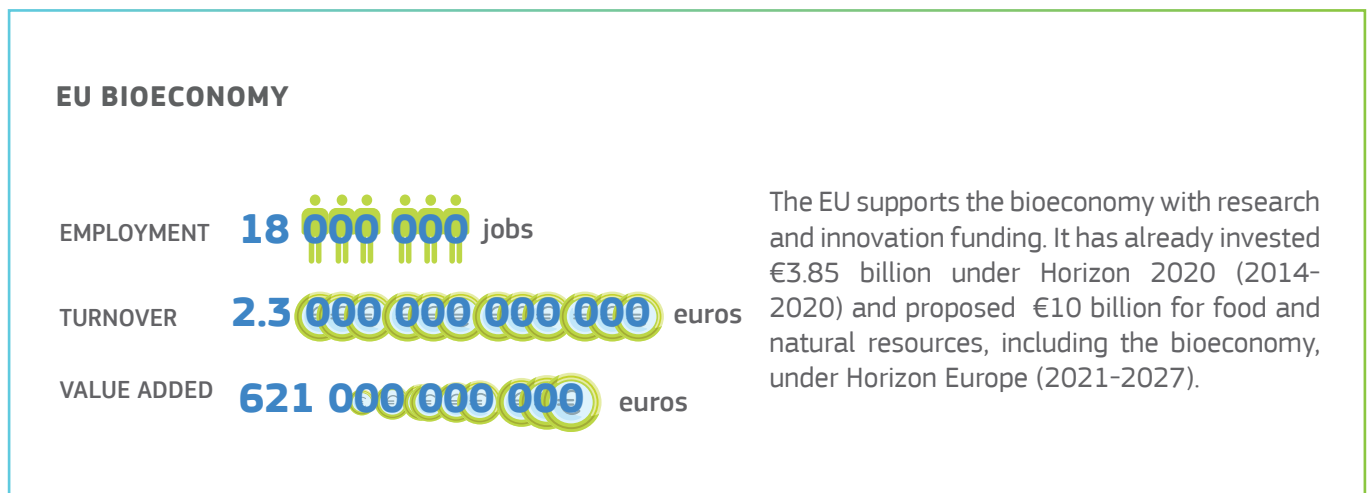 EU BIOECONOMY
EMPLOYMENT 18 000 000 jobs
TURNOVER 2.3 000 000 000 000 euros
VALUE ADDED 621 000 000 000 euros
The EU supports the bioeconomy with research
and innovation funding. It has already invested
€3.85 billion under Horizon 2020 (2014-
2020) and proposed €10 billion for food and
natural resources, including the bioeconomy,
under Horizon Europe (2021-2027).